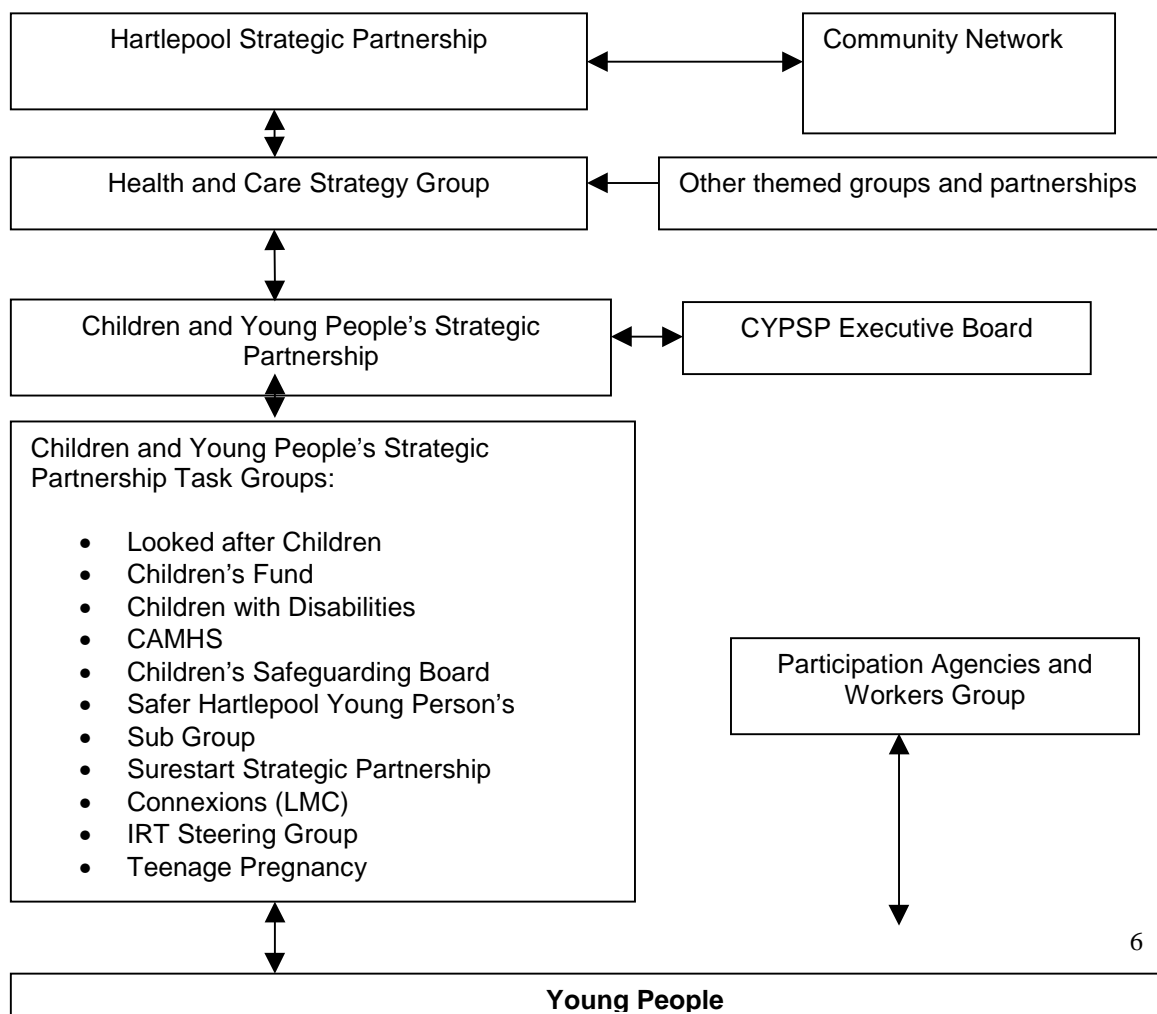 Hartlepool Strategic Partnership
Community Network
Health and Care Strategy Group
Other themed groups and partnerships
Children and Young People’s Strategic
Partnership
CYPSP Executive Board
Children and Young People’s Strategic
Partnership Task Groups:
• Looked after Children
• Children’s Fund
• Children with Disabilities
• CAMHS
• Children’s Safeguarding Board
• Safer Hartlepool Young Person’s
• Sub Group
• Surestart Strategic Partnership
• Connexions (LMC)
• IRT Steering Group
• Teenage Pregnancy
Participation Agencies and
Workers Group
6
Young People